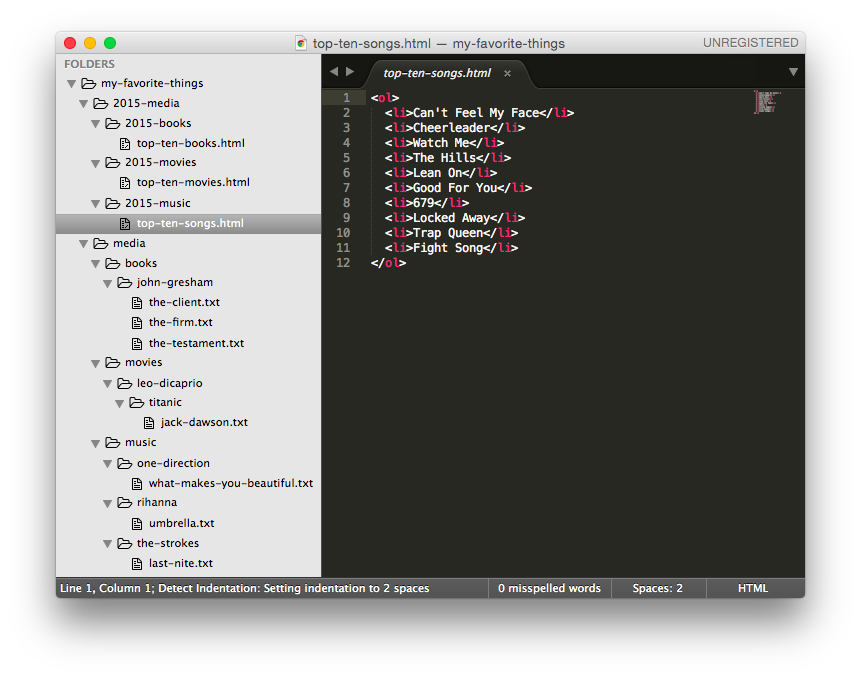 top-ten-songs.html — my-favorite-things
UNREGISTERED
FOLDERS
my-favorite-things
2015-media
2015-books
top-ten-books.html
2015-movies
top-ten-movies.html
2015-music
top-ten-songs.html
media
books
john-gresham
the-client.txt
the-firm.txt
the-testament.txt
movies
leo-dicaprio
titanic
jack-dawson.txt
music
one-direction
what-makes-you-beautiful.txt
rihanna
umbrella.txt
the-strokes
last-nite.txt
top-ten-songs.html ×
1 <ol>
2   <li>Can't Feel My Face</li>
3   <li>Cheerleader</li>
4   <li>Watch Me</li>
5   <li>The Hills</li>
6   <li>Lean On</li>
7   <li>Good For You</li>
8   <li>679</li>
9   <li>Locked Away</li>
10   <li>Trap Queen</li>
11   <li>Fight Song</li>
12 </ol>
Line 1, Column 1; Detect Indentation: Setting indentation to 2 spaces
0 misspelled words
Spaces: 2
HTML